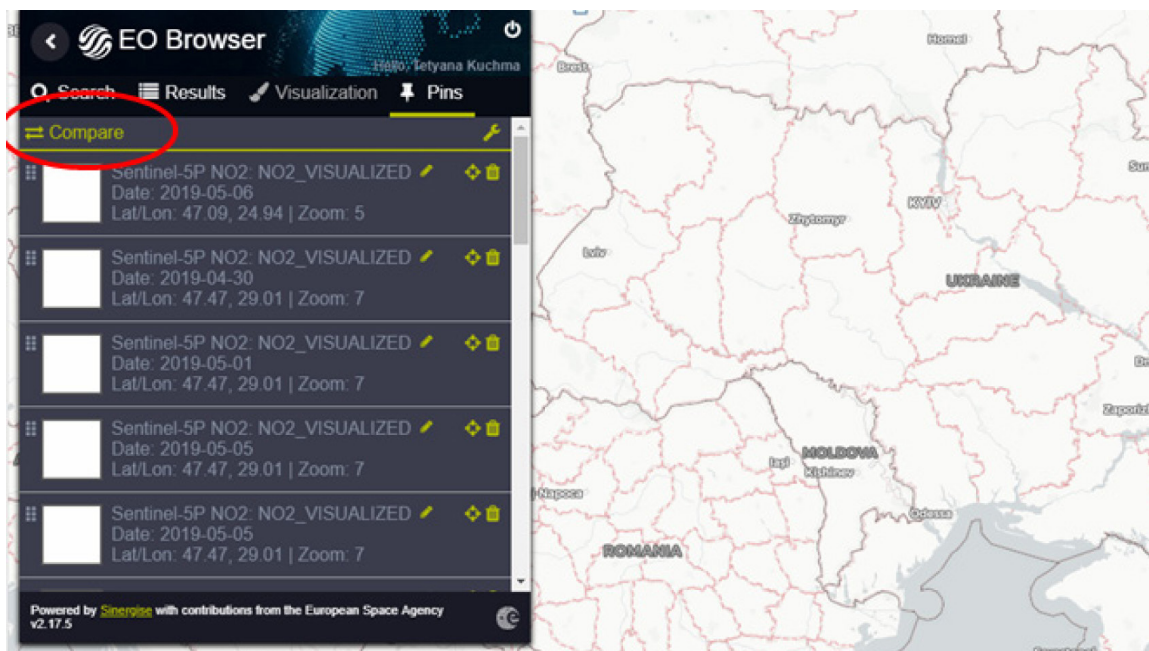 EO Browser
Hello, Tetyana Kuchma
Search Results Visualization Pins
Compare
Sentinel-5P NO2: NO2_VISUALIZED
Date: 2019-05-06
Lat/Lon: 47.09, 24.94 | Zoom: 5
Sentinel-5P NO2: NO2_VISUALIZED
Date: 2019-04-30
Lat/Lon: 47.47, 29.01 | Zoom: 7
Sentinel-5P NO2: NO2_VISUALIZED
Date: 2019-05-01
Lat/Lon: 47.47, 29.01 | Zoom: 7
Sentinel-5P NO2: NO2_VISUALIZED
Date: 2019-05-05
Lat/Lon: 47.47, 29.01 | Zoom: 7
Sentinel-5P NO2: NO2_VISUALIZED
Date: 2019-05-05
Lat/Lon: 47.47, 29.01 | Zoom: 7
Powered by Sinergise with contributions from the European Space Agency
v2.17.5
Homel
Brest
KYIV
Zhytomyr
Lviv
UKRAINE
MOLDOVA
Iași
Kishinev
Odessa
ROMANIA